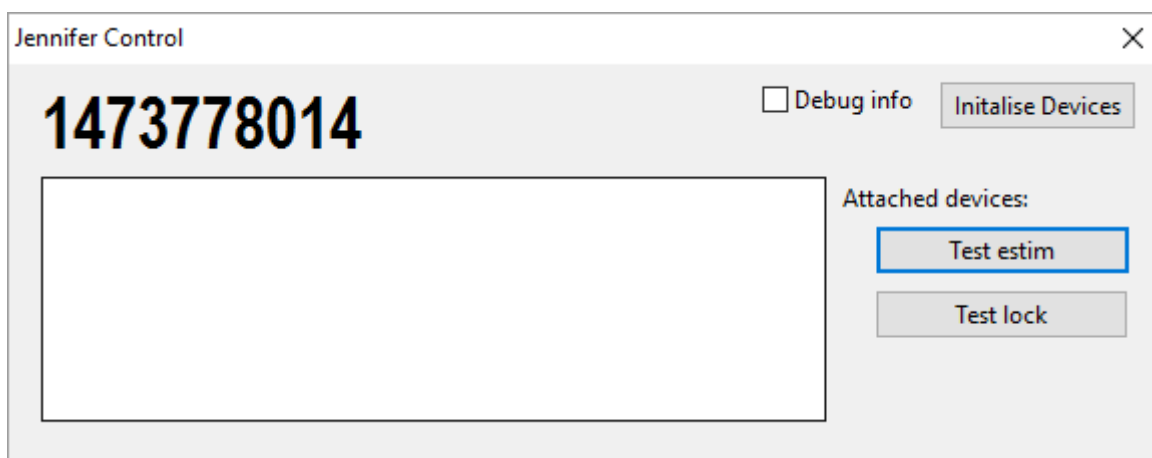 Jennifer Control
1473778014
Debug info
Initalise Devices
Attached devices:
Test estim
Test lock